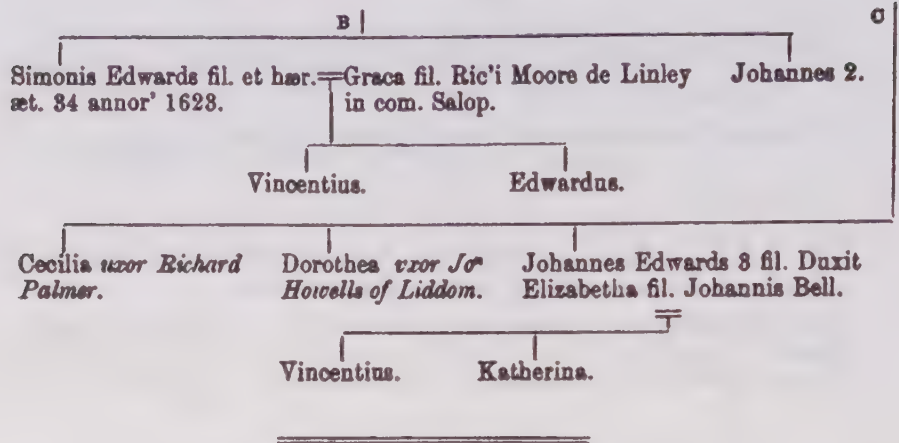 B C
Simonis Edwards fil. et hær. Graca fil. Ric'i Moore de Linley Johannes 2.
æt. 34 annor' 1623. in com. Salop.
Vincentius. Edwardus.
Cecilia uxor Richard Dorothea vxor Joⁿ Johannes Edwards 3 fil. Duxit
Palmer. Howells of Liddom. Elizabetha fil. Johannis Bell.
Vincentius. Katherina.